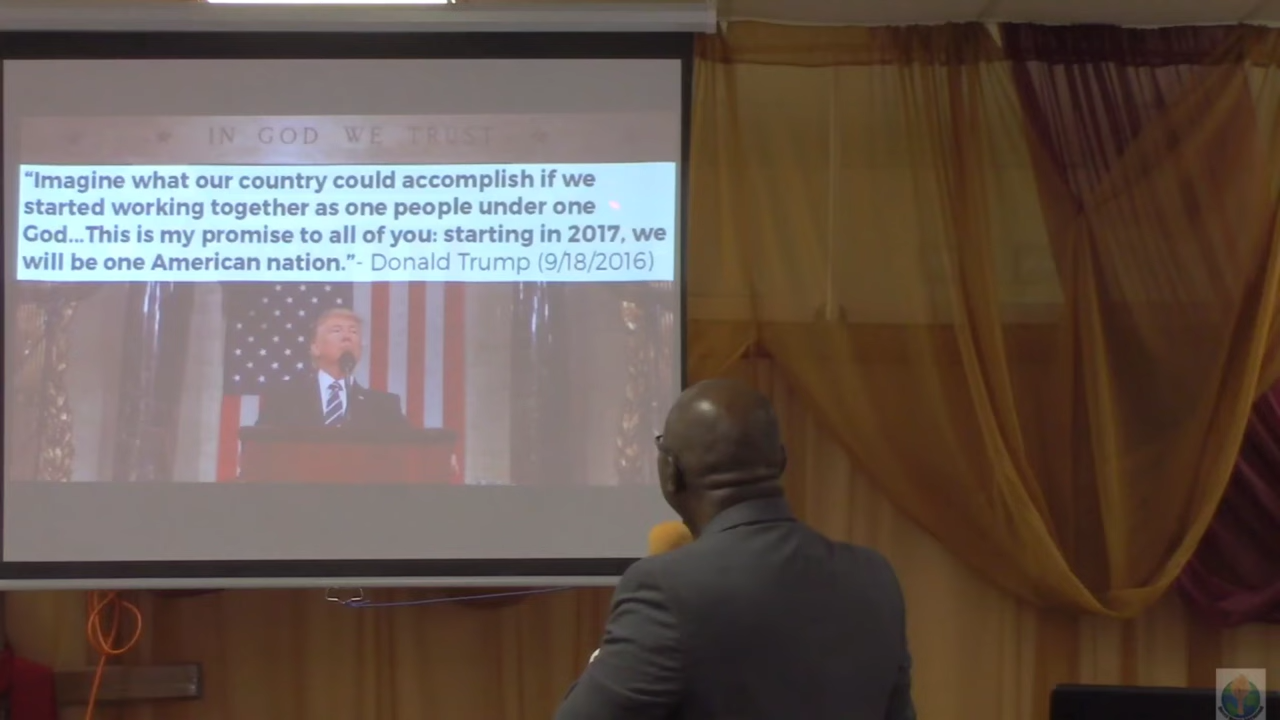 IN GOD WE TRUST
“Imagine what our country could accomplish if we
started working together as one people under one
God...This is my promise to all of you: starting in 2017, we
will be one American nation.”- Donald Trump (9/18/2016)